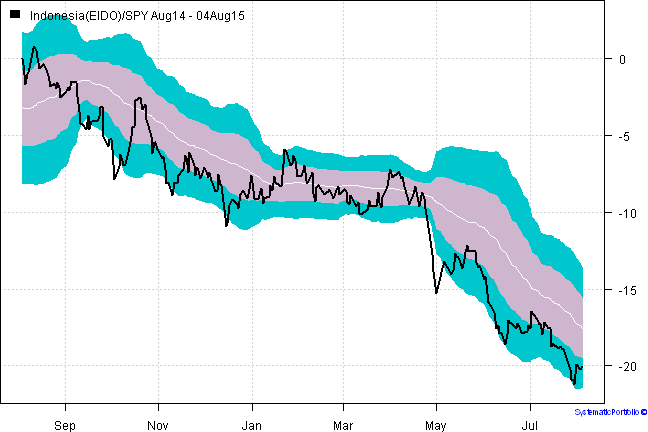 Indonesia(EIDO)/SPY Aug14 - 04Aug15
0
-5
-10
-15
-20
Sep Nov Jan Mar May Jul
SystematicPortfolio ©